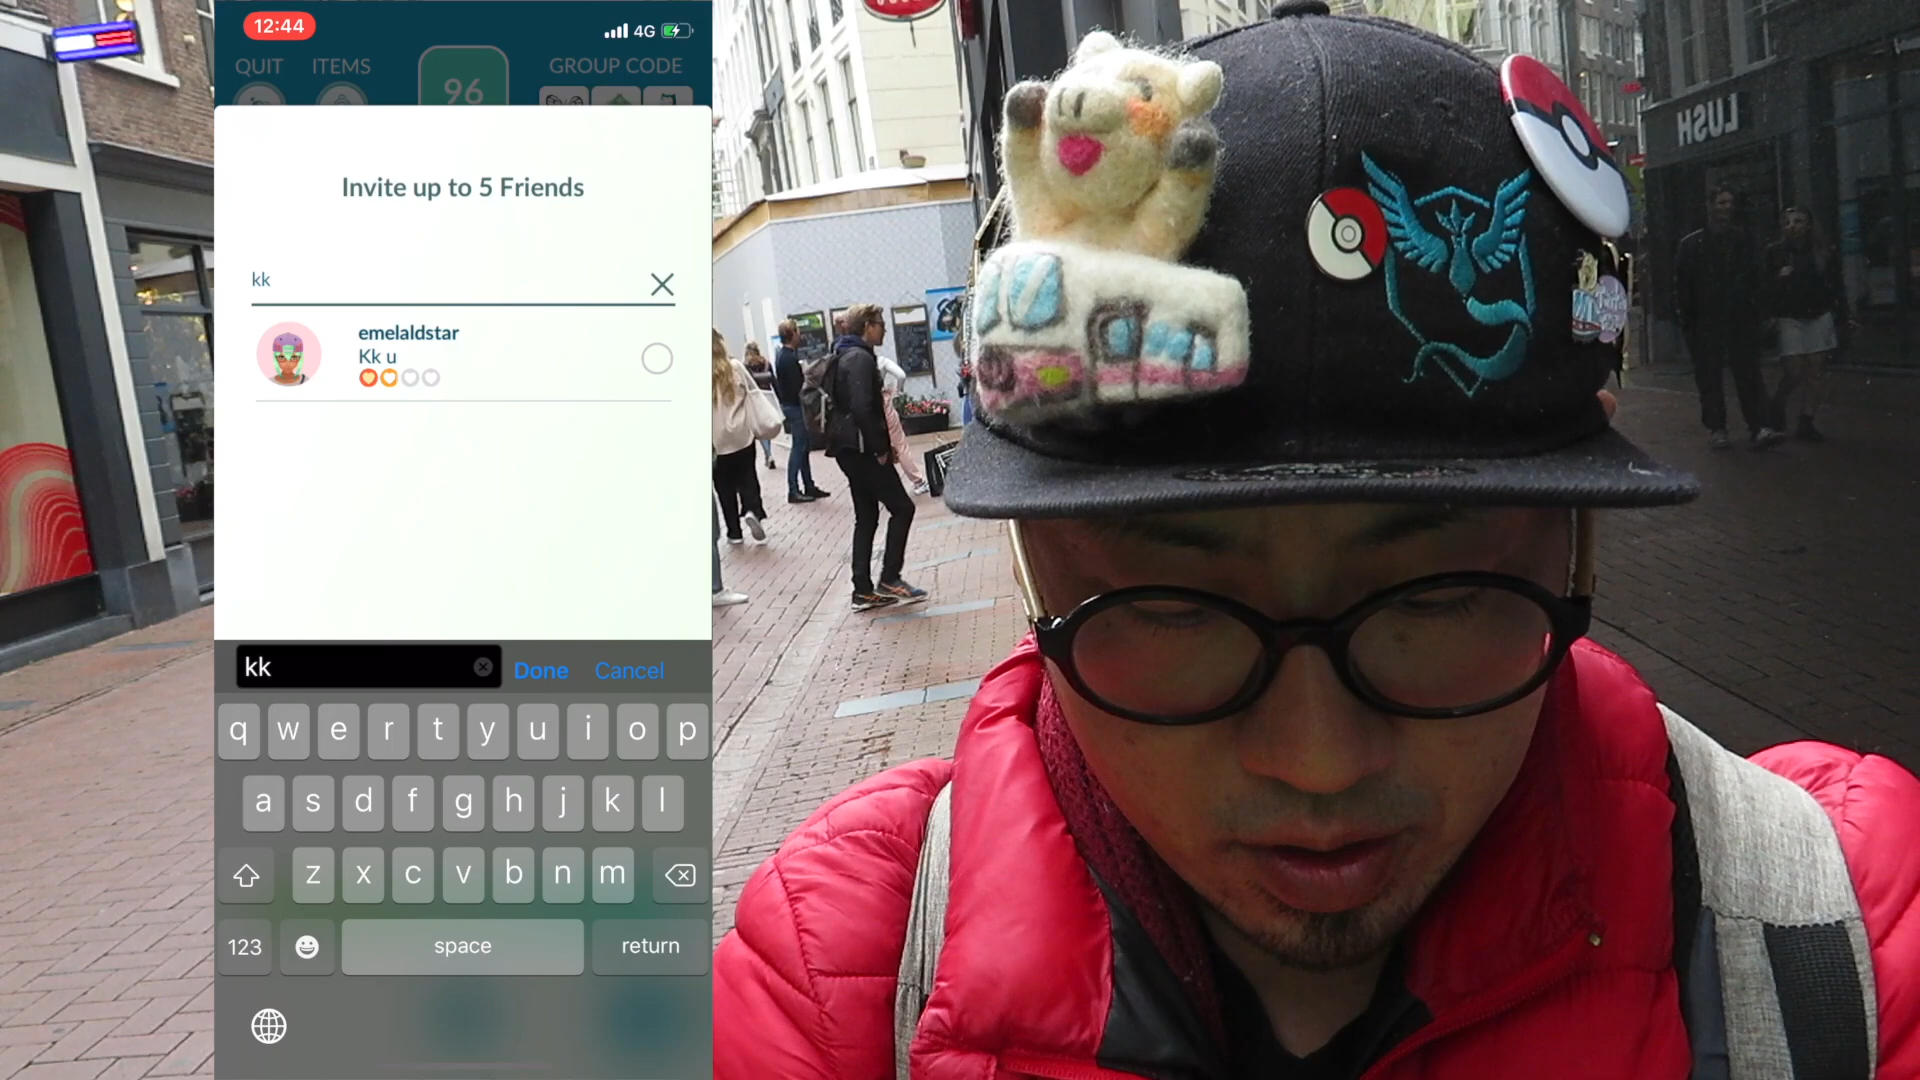 12:44
4G
QUIT
ITEMS
96
GROUP CODE
Invite up to 5 Friends
kk
emelaldstar
Kk u
kk
Done
Cancel
q w e r t y u i o p
a s d f g h j k l
z x c v b n m
123
space
return
LUSH